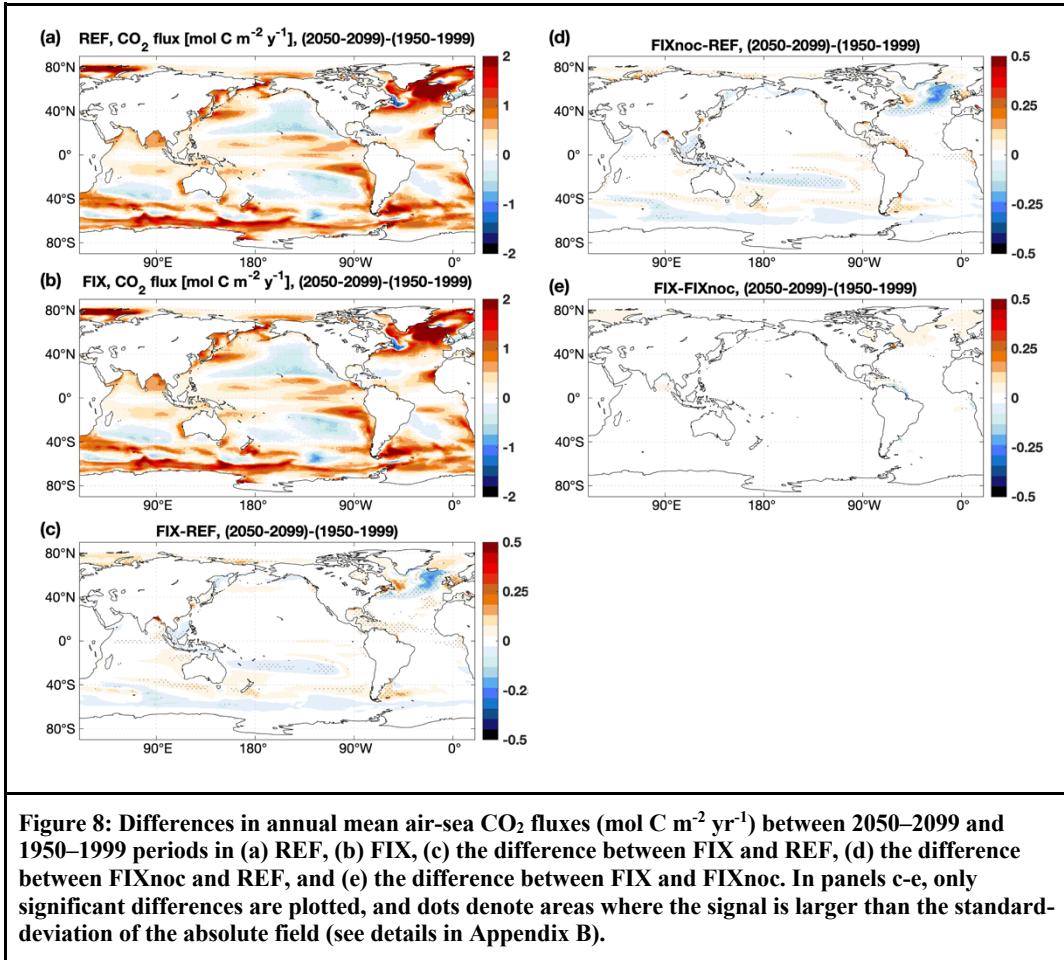 (a) REF, CO₂ flux [mol C m⁻² y⁻¹], (2050-2099)-(1950-1999)
80°N
40°N
0°
40°S
80°S
90°E 180° 90°W 0°
2
1
0
-1
-2
(b) FIX, CO₂ flux [mol C m⁻² y⁻¹], (2050-2099)-(1950-1999)
80°N
40°N
0°
40°S
80°S
90°E 180° 90°W 0°
2
1
0
-1
-2
(c) FIX-REF, (2050-2099)-(1950-1999)
80°N
40°N
0°
40°S
80°S
90°E 180° 90°W 0°
0.5
0.25
0
-0.2
-0.5
(d) FIXnoc-REF, (2050-2099)-(1950-1999)
80°N
40°N
0°
40°S
80°S
90°E 180° 90°W 0°
0.5
0.25
0
-0.25
-0.5
(e) FIX-FIXnoc, (2050-2099)-(1950-1999)
80°N
40°N
0°
40°S
80°S
90°E 180° 90°W 0°
0.5
0.25
0
-0.25
-0.5
Figure 8: Differences in annual mean air-sea CO₂ fluxes (mol C m⁻² yr⁻¹) between 2050–2099 and
1950–1999 periods in (a) REF, (b) FIX, (c) the difference between FIX and REF, (d) the difference
between FIXnoc and REF, and (e) the difference between FIX and FIXnoc. In panels c-e, only
significant differences are plotted, and dots denote areas where the signal is larger than the standard-
deviation of the absolute field (see details in Appendix B).